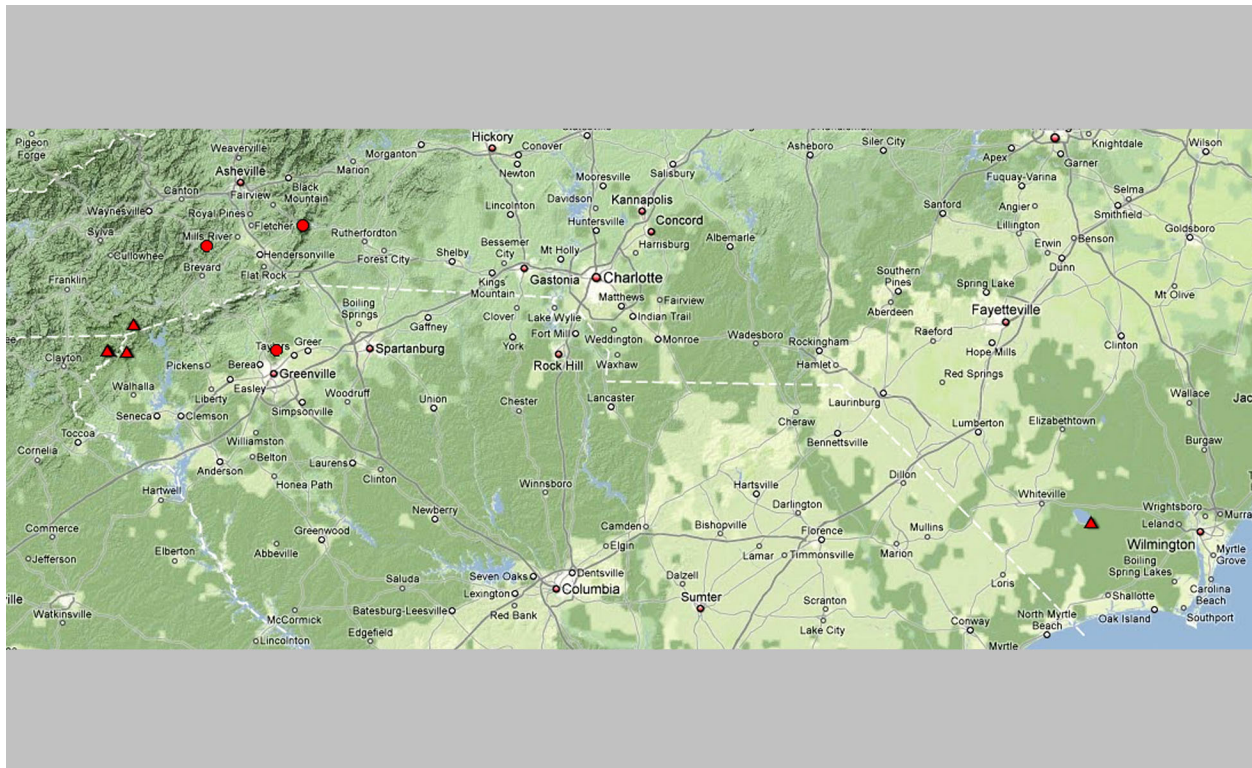 Pigeon
Forge
Weaverville
Morganton
Marion
Hickory
Conover
Newton
Asheboro
Siler City
Apex
Knightdale
Garner
Wilson
Asheville
Black
Mountain
Canton
Fairview
Mooresville
Salisbury
Fuquay-Varina
Selma
Waynesville
Royal Pines
Fletcher
Davidson
Kannapolis
Lincolnton
Huntersville
Concord
Sanford
Angier
Smithfield
Sylva
Mills River
Rutherfordton
Harrisburg
Albemarle
Lillington
Goldsboro
Cullowhee
Hendersonville
Forest City
Shelby
Bessemer
City
Mt Holly
Erwin
Benson
Brevard
Flat Rock
Dunn
Franklin
Kings
Mountain
Gastonia
Charlotte
Southern
Pines
Spring Lake
Mt Olive
Boiling
Springs
Matthews
Fairview
Aberdeen
Fayetteville
Gaffney
Clover
Lake Wylie
Indian Trail
Fort Mill
Weddington
Monroe
Wadesboro
Rockingham
Raeford
Hope Mills
Clinton
Clayton
Taylors
Greer
Spartanburg
York
Rock Hill
Waxhaw
Hamlet
Pickens
Berea
Greenville
Red Springs
Walhalla
Easley
Liberty
Woodruff
Union
Chester
Lancaster
Laurinburg
Wallace
Jac
Seneca
Clemson
Simpsonville
Cheraw
Lumberton
Elizabethtown
Toccoa
Williamston
Bennettsville
Burgaw
Cornelia
Anderson
Belton
Laurens
Clinton
Honea Path
Dillon
Hartwell
Winnsboro
Hartsville
Whiteville
Darlington
Newberry
Wrightsboro
Murra
Commerce
Greenwood
Camden
Bishopville
Florence
Mullins
Leland
Wilmington
Jefferson
Elberton
Abbeville
Elgin
Lamar
Timmonsville
Marion
Myrtle
Grove
Boiling
Spring Lakes
Saluda
Seven Oaks
Dentsville
Dalzell
Loris
Lexington
Columbia
Sumter
Shallotte
Carolina
Beach
ville
Watkinsville
McCormick
Batesburg-Leesville
Red Bank
Scranton
North Myrtle
Beach
Oak Island
Southport
Lincolnton
Edgefield
Lake City
Conway
Myrtle